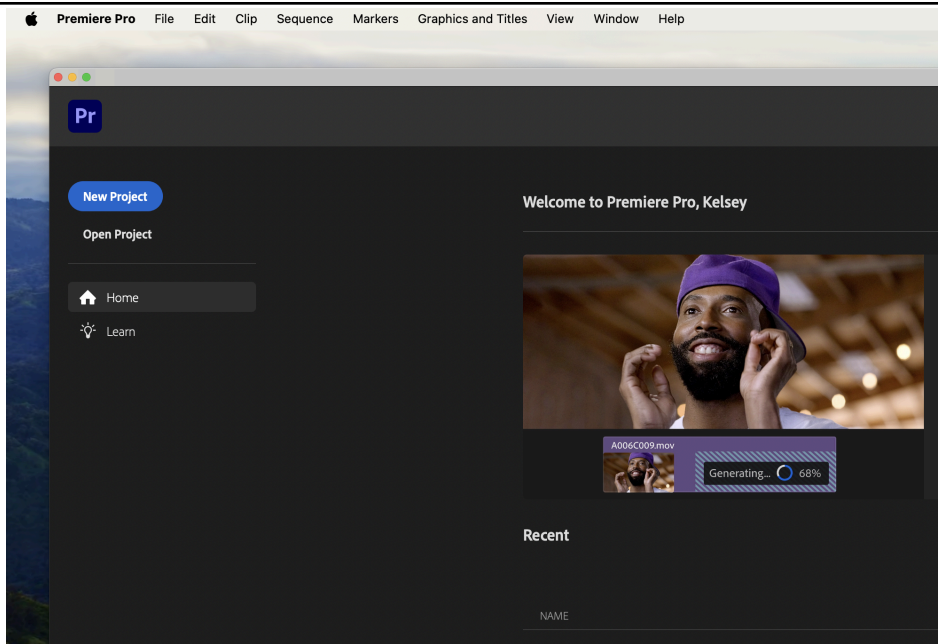 Premiere Pro File Edit Clip Sequence Markers Graphics and Titles View Window Help
Pr
New Project
Open Project
Home
Learn
Welcome to Premiere Pro, Kelsey
A006C009.mov
Generating... 68%
Recent
NAME